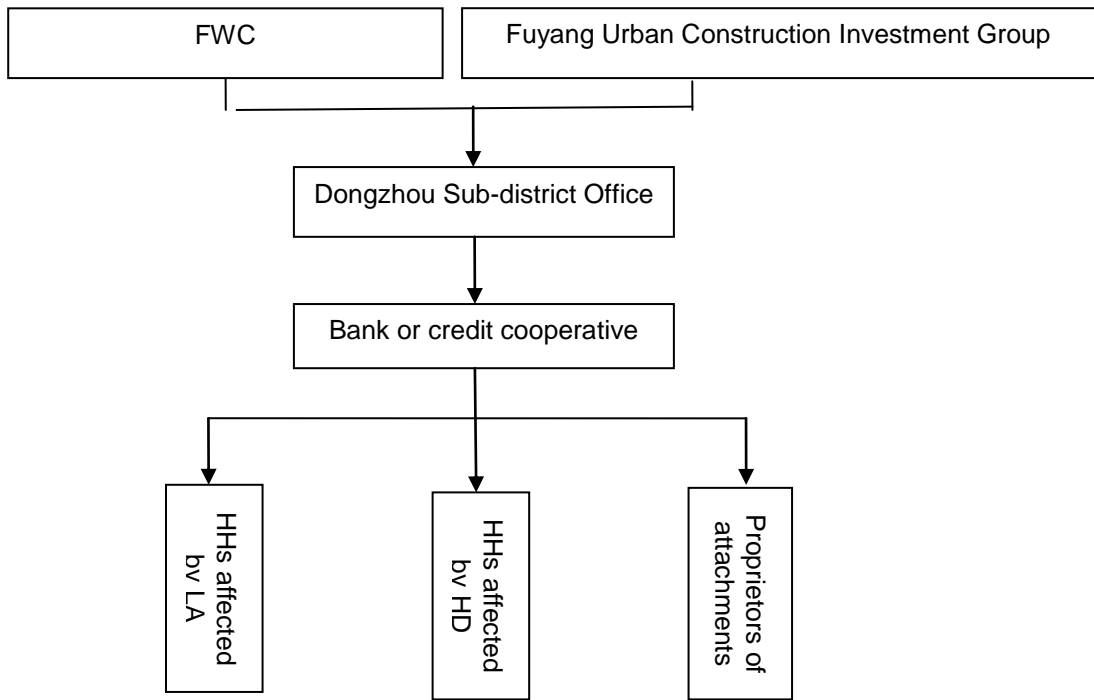 FWC
Fuyang Urban Construction Investment Group
Dongzhou Sub-district Office
Bank or credit cooperative
HHs affected
by LA
HHs affected
by HD
Proprietors of
attachments